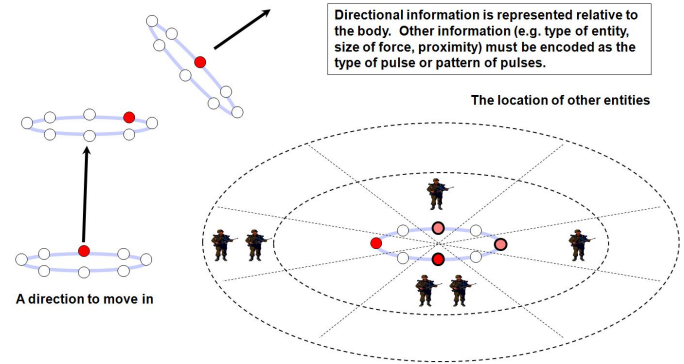 Directional information is represented relative to
the body.  Other information (e.g. type of entity,
size of force, proximity) must be encoded as the
type of pulse or pattern of pulses.
The location of other entities
A direction to move in